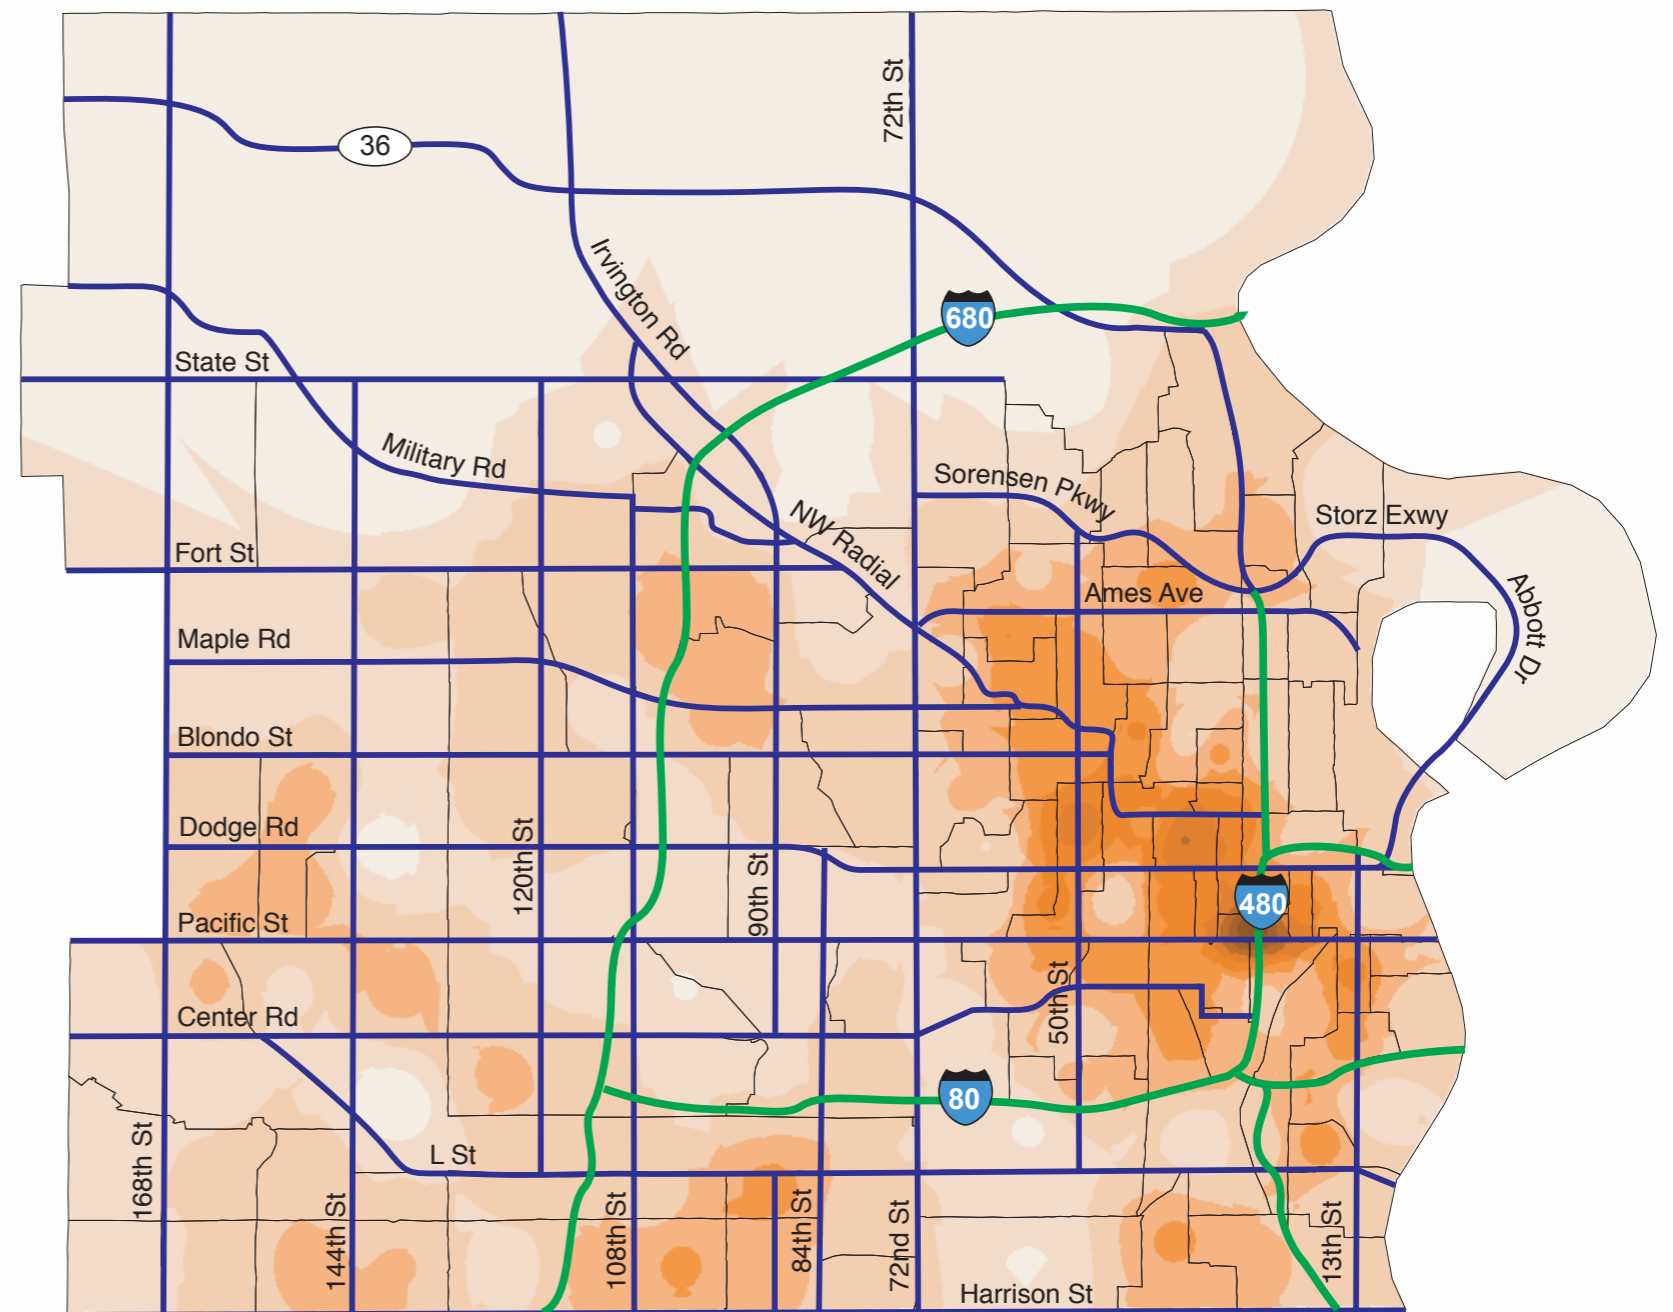 72th St
36
Irvington Rd
680
State St
Military Rd
Sorensen Pkwy
NW Radial
Storz Exwy
Fort St
Ames Ave
Abbott Dr
Maple Rd
Blondo St
Dodge Rd
120th St
90th St
480
Pacific St
50th St
Center Rd
80
168th St
L St
144th St
108th St
84th St
72nd St
13th St
Harrison St